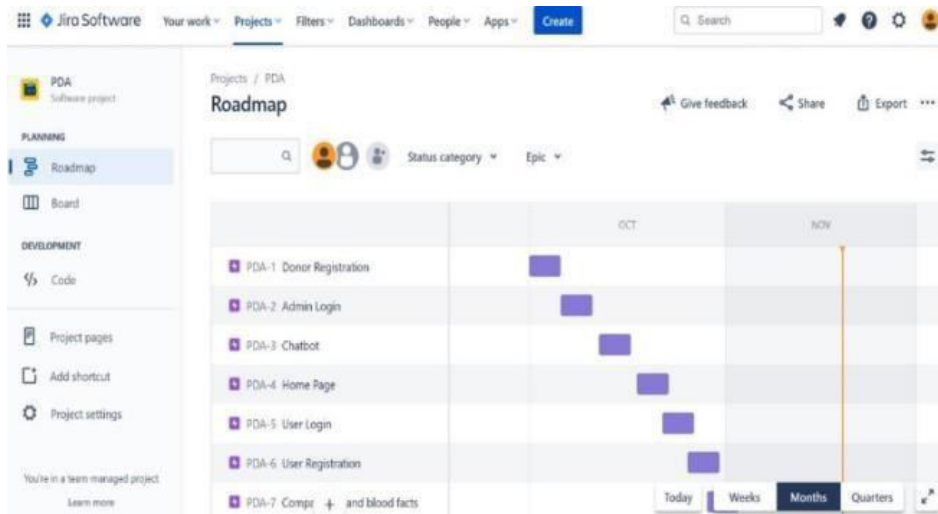 Jira Software Your work Projects Filters Dashboards People Apps Create Search
PDA
Software project
PLANNING
Roadmap
Board
DEVELOPMENT
Code
Project pages
Add shortcut
Project settings
You're in a team managed project
Learn more
Projects / PDA
Roadmap
Give feedback Share Export
Status category Epic
OCT NOV
PDA-1 Donor Registration
PDA-2 Admin Login
PDA-3 Chatbot
PDA-4 Home Page
PDA-5 User Login
PDA-6 User Registration
PDA-7 Compr + and blood facts
Today Weeks Months Quarters